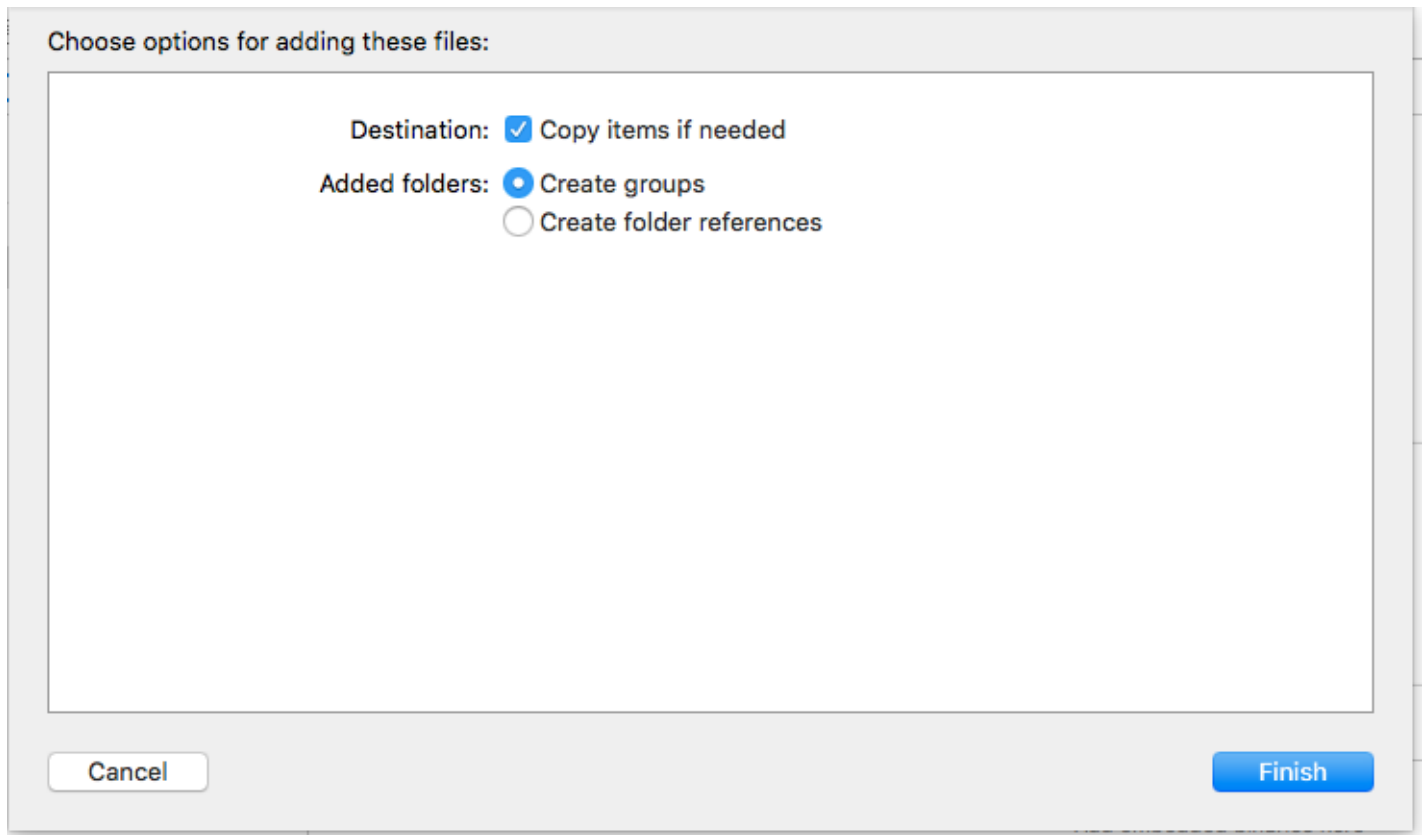 Choose options for adding these files:
Destination: Copy items if needed
Added folders: Create groups
Create folder references
Cancel
Finish